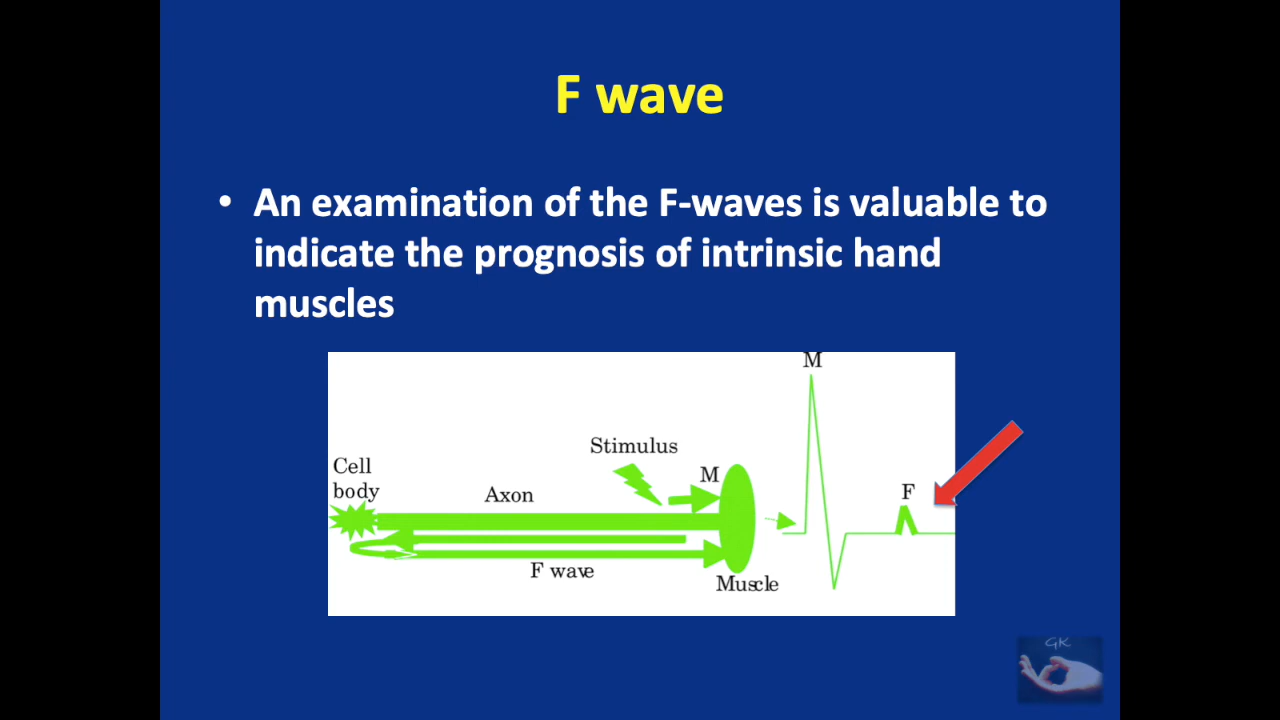 F wave
• An examination of the F-waves is valuable to
indicate the prognosis of intrinsic hand
muscles
M
Stimulus
M
Cell
body
Axon
F
F wave
Muscle
GK